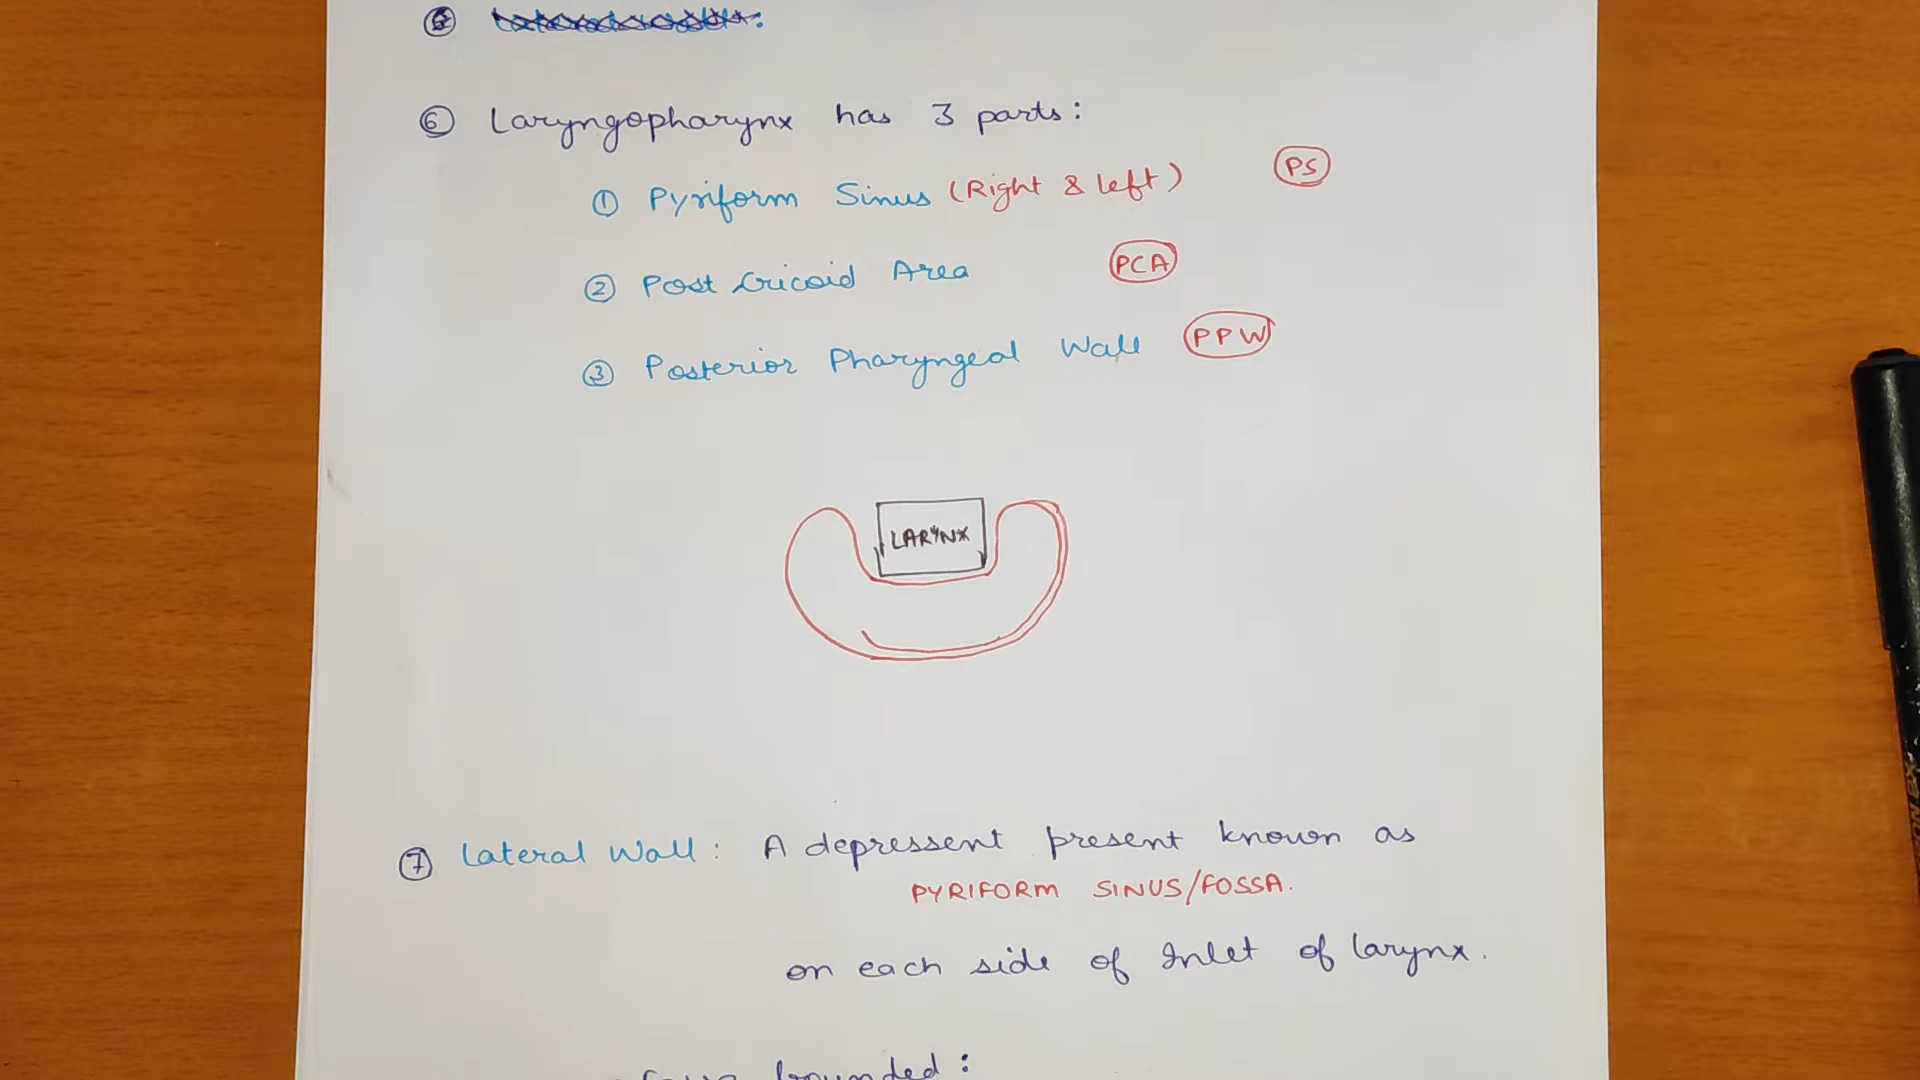 ⑥ Laryngopharynx has 3 parts:
① Pyriform Sinus (Right & left) PS
② Post Cricoid Area PCA
③ Posterior Pharyngeal Wall PPW
LARYNX
⑦ Lateral Wall: A depressent present known as
PYRIFORM SINUS/FOSSA.
on each side of Inlet of larynx.
bounded: